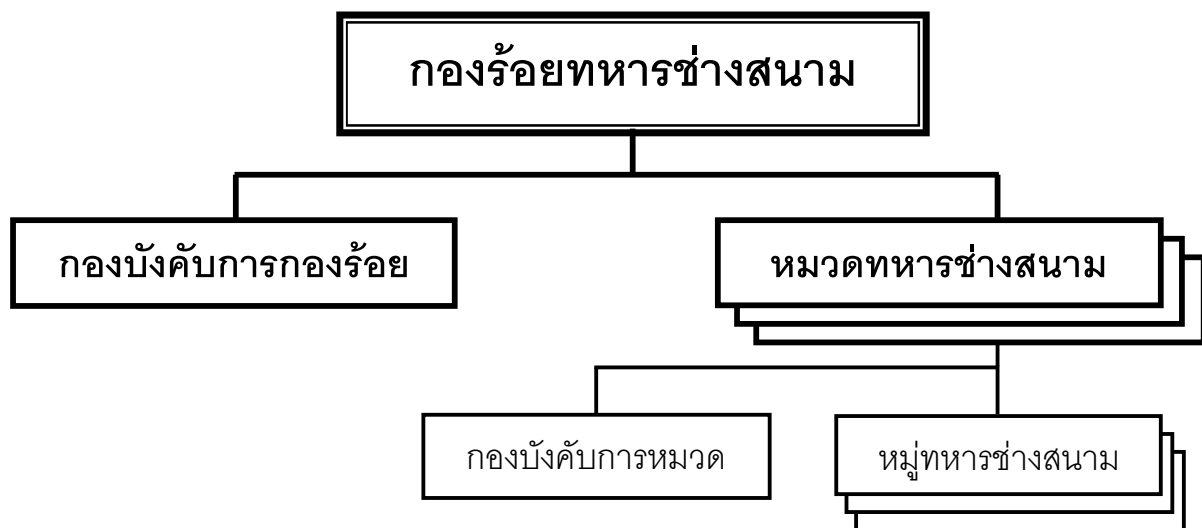 กองร้อยทหารช่างสนาม
กองบังคับการกองร้อย
หมวดทหารช่างสนาม
กองบังคับการหมวด
หมู่ทหารช่างสนาม